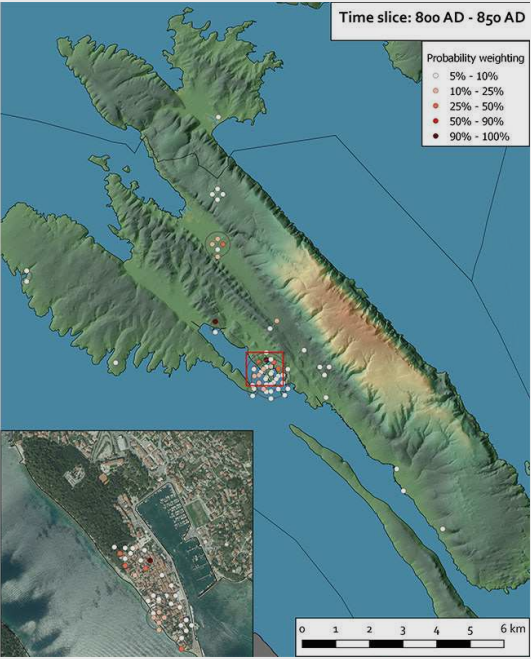 Time slice: 800 AD - 850 AD
Probability weighting
5% - 10%
10% - 25%
25% - 50%
50% - 90%
90% - 100%
0 1 2 3 4 5 6 km